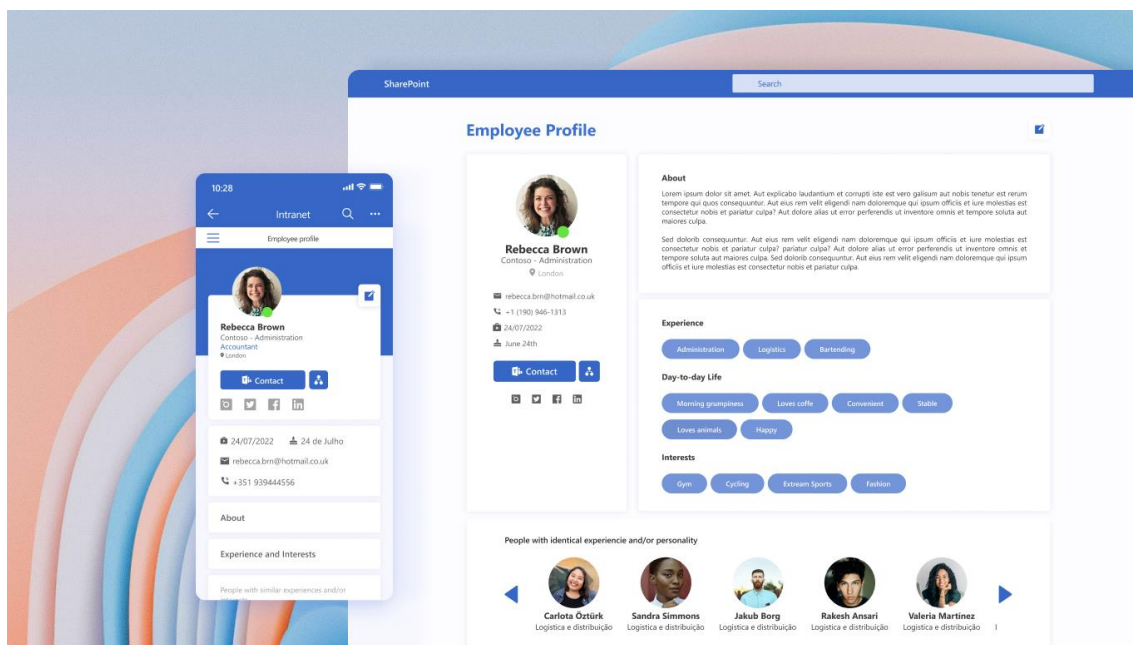 SharePoint
Search
Employee Profile
Rebecca Brown
Contoso - Administration
London
rebecca.brn@hotmail.co.uk
+1 (190) 946-1313
24/07/2022
June 24th
Contact
About
Lorem ipsum dolor sit amet. Aut explicabo laudantium et corrupti iste est vero galisum aut nobis tenetur est rerum
tempore qui quos consequuntur. Aut eius rem velit eligendi nam doloremque qui ipsum officiis et iure molestias est
consectetur nobis et pariatur culpa? Aut dolore alias ut error perferendis ut inventore omnis et tempore soluta aut
maiores culpa.
Sed dolorib consequuntur. Aut eius rem velit eligendi nam doloremque qui ipsum officiis et iure molestias est
consectetur nobis et pariatur culpa? pariatur culpa? Aut dolore alias ut error perferendis ut inventore omnis et
tempore soluta aut maiores culpa. Sed dolorib consequuntur. Aut eius rem velit eligendi nam doloremque qui ipsum
officiis et iure molestias est consectetur nobis et pariatur culpa.
Experience
Administration Logistics Bartending
Day-to-day Life
Morning grumpiness Loves coffe Convenient Stable
Loves animals Happy
Interests
Gym Cycling Extream Sports Fashion
People with identical experiencie and/or personality
Carlota Öztürk Sandra Simmons Jakub Borg Rakesh Ansari Valeria Martinez
Logistica e distribuição Logistica e distribuição Logistica e distribuição Logistica e distribuição Logistica e distribuição
10:28
Intranet
Employee profile
Rebecca Brown
Contoso - Administration
Accountant
London
Contact
24/07/2022 24 de Julho
rebecca.brn@hotmail.co.uk
+351 939444556
About
Experience and Interests
People with similar experiences and/or